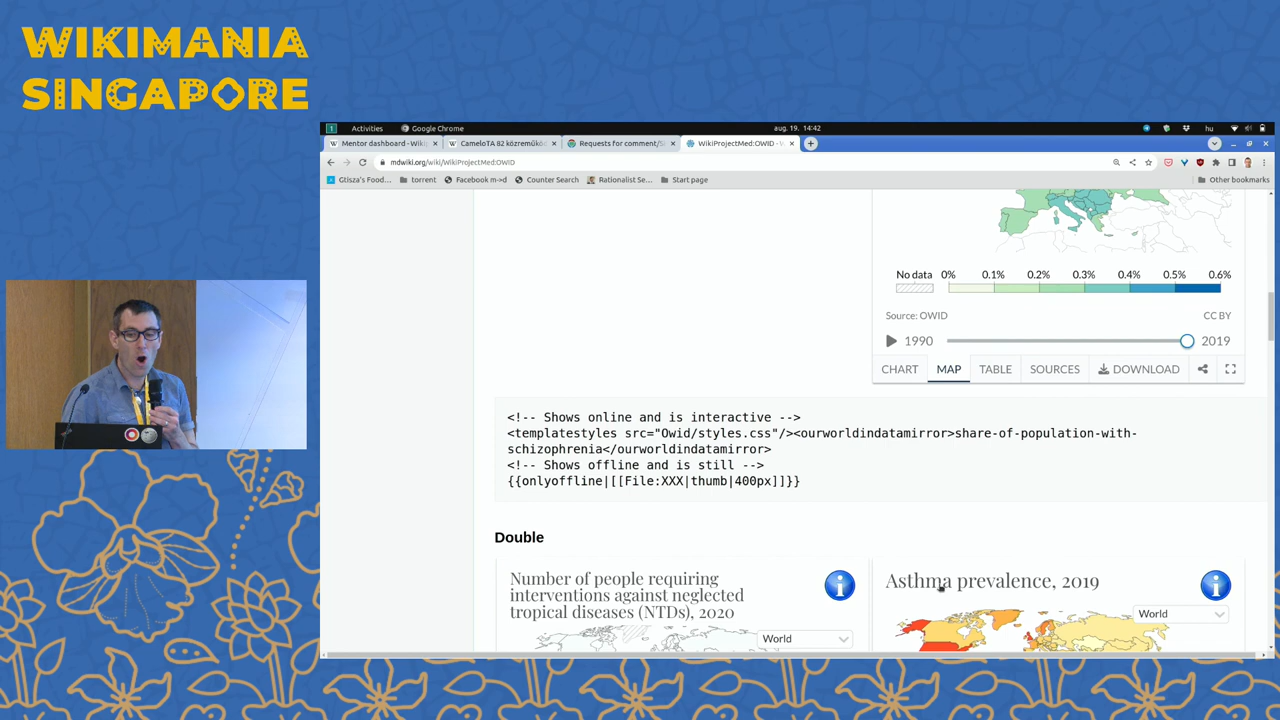 WIKIMANIA
SINGAPORE
1 Activities Google Chrome aug. 19. 14:42 hu
Mentor dashboard - Wiki CameloTA 82 közreműkö Requests for comment/S WikiProjectMed:OWID - W
mdwiki.org/wiki/WikiProjectMed:OWID
Gtisza's Food... torrent Facebook m->d Counter Search Rationalist Se... Start page Other bookmarks
No data 0% 0.1% 0.2% 0.3% 0.4% 0.5% 0.6%
Source: OWID CC BY
1990 2019
CHART MAP TABLE SOURCES DOWNLOAD
<!-- Shows online and is interactive -->
<templatestyles src="Owid/styles.css"/><ourworldindatamirror>share-of-population-with-
schizophrenia</ourworldindatamirror>
<!-- Shows offline and is still -->
{{onlyoffline|[[File:XXX|thumb|400px]]}}
Double
Number of people requiring
interventions against neglected
tropical diseases (NTDs), 2020
World
Asthma prevalence, 2019
World